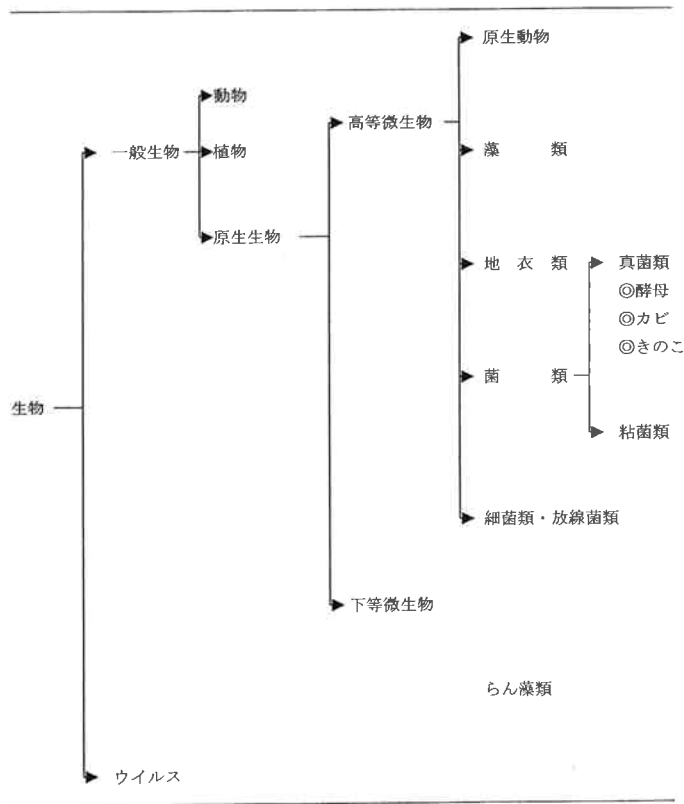 生物
一般生物
動物
植物
原生生物
高等微生物
原生動物
藻　類
地衣類
菌　類
真菌類
◎酵母
◎カビ
◎きのこ
粘菌類
細菌類・放線菌類
下等微生物
らん藻類
ウイルス